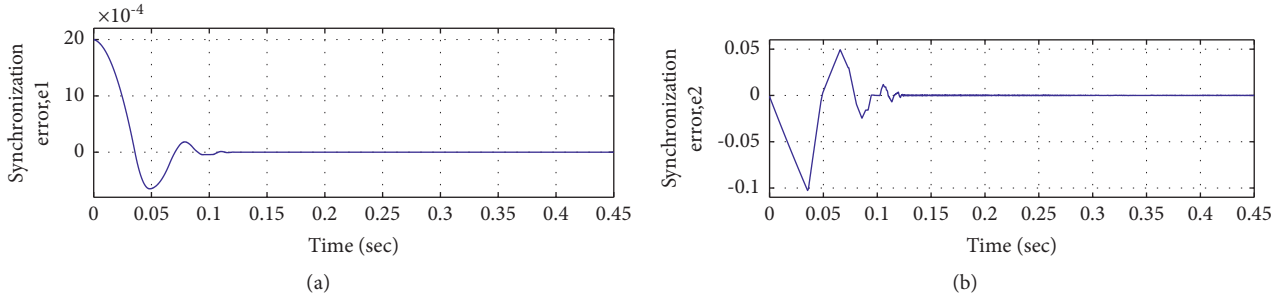 ×10-4
20
10
0
Synchronization
error,e1
0 0.05 0.1 0.15 0.2 0.25 0.3 0.35 0.4 0.45
Time (sec)
(a)
0.05
0
-0.05
-0.1
Synchronization
error,e2
0 0.05 0.1 0.15 0.2 0.25 0.3 0.35 0.4 0.45
Time (sec)
(b)